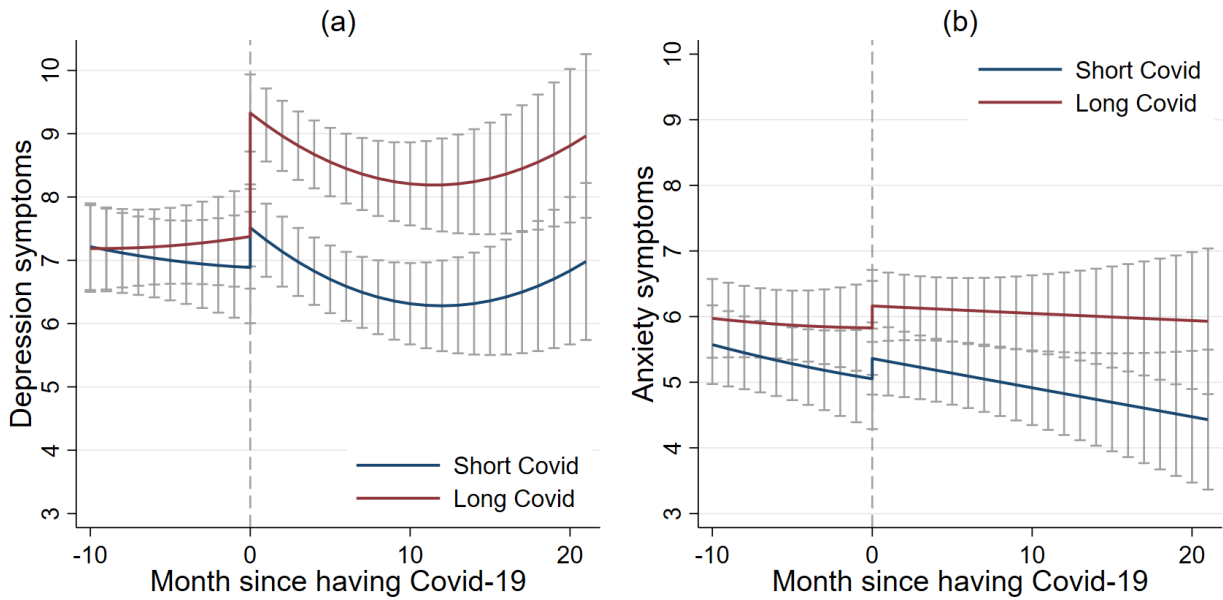 (a)
Depression symptoms
10
9
8
7
6
5
4
3
Short Covid
Long Covid
-10 0 10 20
Month since having Covid-19
(b)
Anxiety symptoms
10
9
8
7
6
5
4
3
Short Covid
Long Covid
-10 0 10 20
Month since having Covid-19